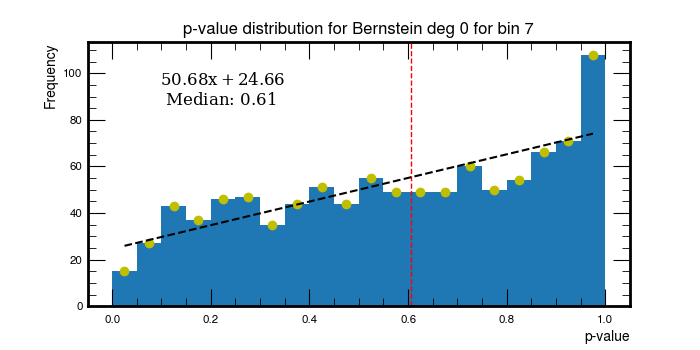 p-value distribution for Bernstein deg 0 for bin 7
Frequency
50.68x + 24.66
Median: 0.61
100
80
60
40
20
0
0.0 0.2 0.4 0.6 0.8 1.0
p-value